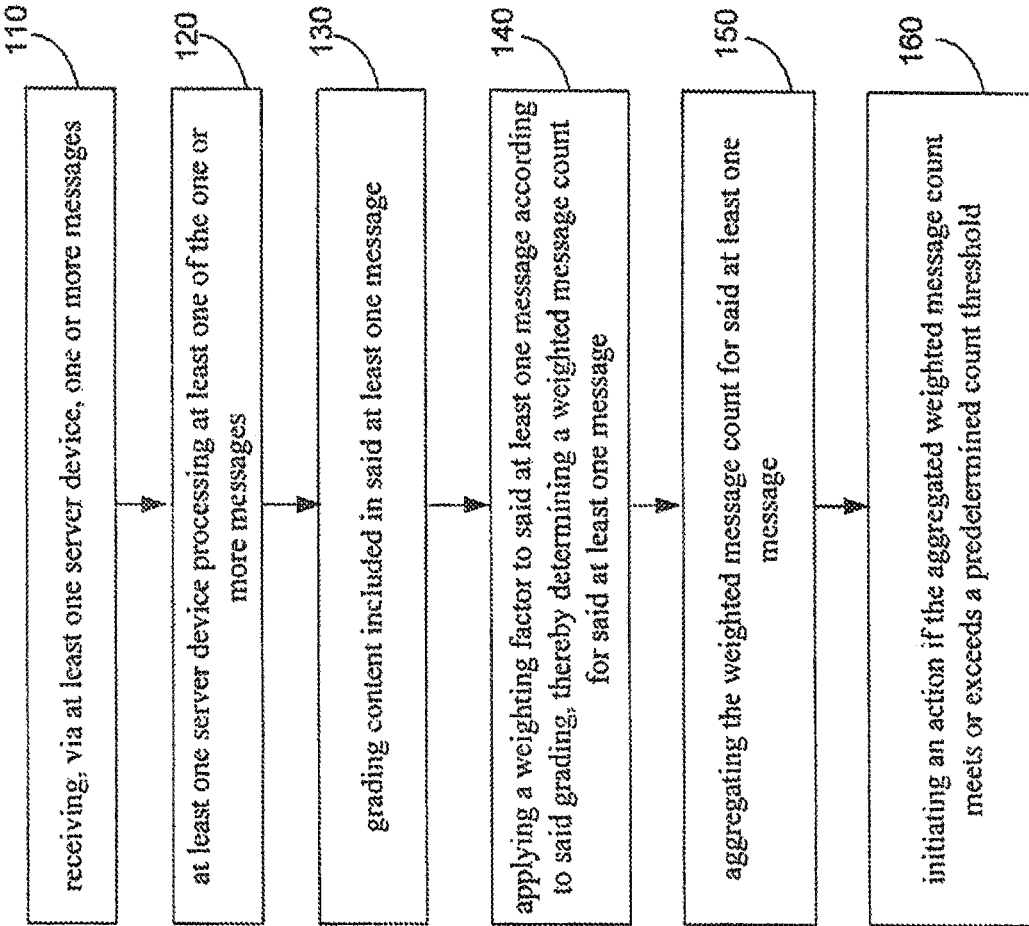 110
receiving, via at least one server device, one or more messages
120
at least one server device processing at least one of the one or
more messages
130
grading content included in said at least one message
140
applying a weighting factor to said at least one message according
to said grading, thereby determining a weighted message count
for said at least one message
150
aggregating the weighted message count for said at least one
message
160
initiating an action if the aggregated weighted message count
meets or exceeds a predetermined count threshold